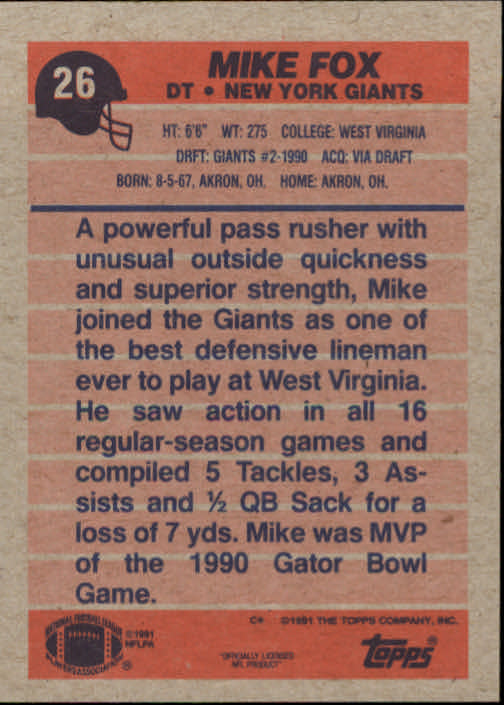 26
MIKE FOX
DT • NEW YORK GIANTS
HT: 6'6" WT: 275 COLLEGE: WEST VIRGINIA
DRFT: GIANTS #2-1990 ACQ: VIA DRAFT
BORN: 8-5-67, AKRON, OH. HOME: AKRON, OH.
A powerful pass rusher with
unusual outside quickness
and superior strength, Mike
joined the Giants as one of
the best defensive lineman
ever to play at West Virginia.
He saw action in all 16
regular-season games and
compiled 5 Tackles, 3 As-
sists and ½ QB Sack for a
loss of 7 yds. Mike was MVP
of the 1990 Gator Bowl
Game.
C* ©1991 THE TOPPS COMPANY, INC.
NATIONAL FOOTBALL LEAGUE
PLAYERS ASSOCIATION
®
©1991
NFLPA
"OFFICIALLY LICENSED
NFL PRODUCT"
Topps®